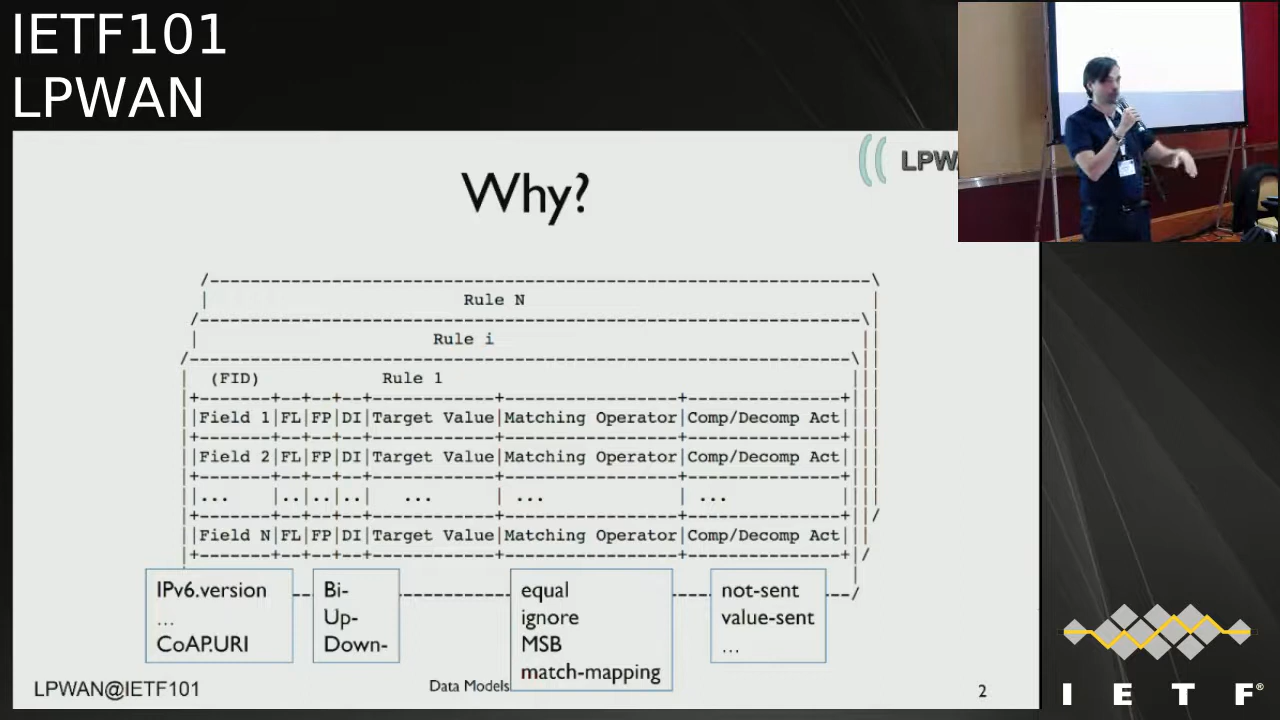 IETF101
LPWAN
LPW
Why?
/-----------------------------------------------------------------\
| Rule N |
/-----------------------------------------------------------------\|
| Rule i ||
/-----------------------------------------------------------------\||
| (FID) Rule 1 |||
|+-------+--+--+--+------------+-----------------+---------------+|||
||Field 1|FL|FP|DI|Target Value|Matching Operator|Comp/Decomp Act||||
|+-------+--+--+--+------------+-----------------+---------------+|||
||Field 2|FL|FP|DI|Target Value|Matching Operator|Comp/Decomp Act||||
|+-------+--+--+--+------------+-----------------+---------------+|||
||... |..|..|..| ... | ... | ... ||||
|+-------+--+--+--+------------+-----------------+---------------+||/
||Field N|FL|FP|DI|Target Value|Matching Operator|Comp/Decomp Act|||
|+-------+--+--+--+------------+-----------------+---------------+|/
IPv6.version
...
CoAP.URI
Bi-
Up-
Down-
equal
ignore
MSB
match-mapping
not-sent
value-sent
...
LPWAN@IETF101
Data Models
2
I E T F®